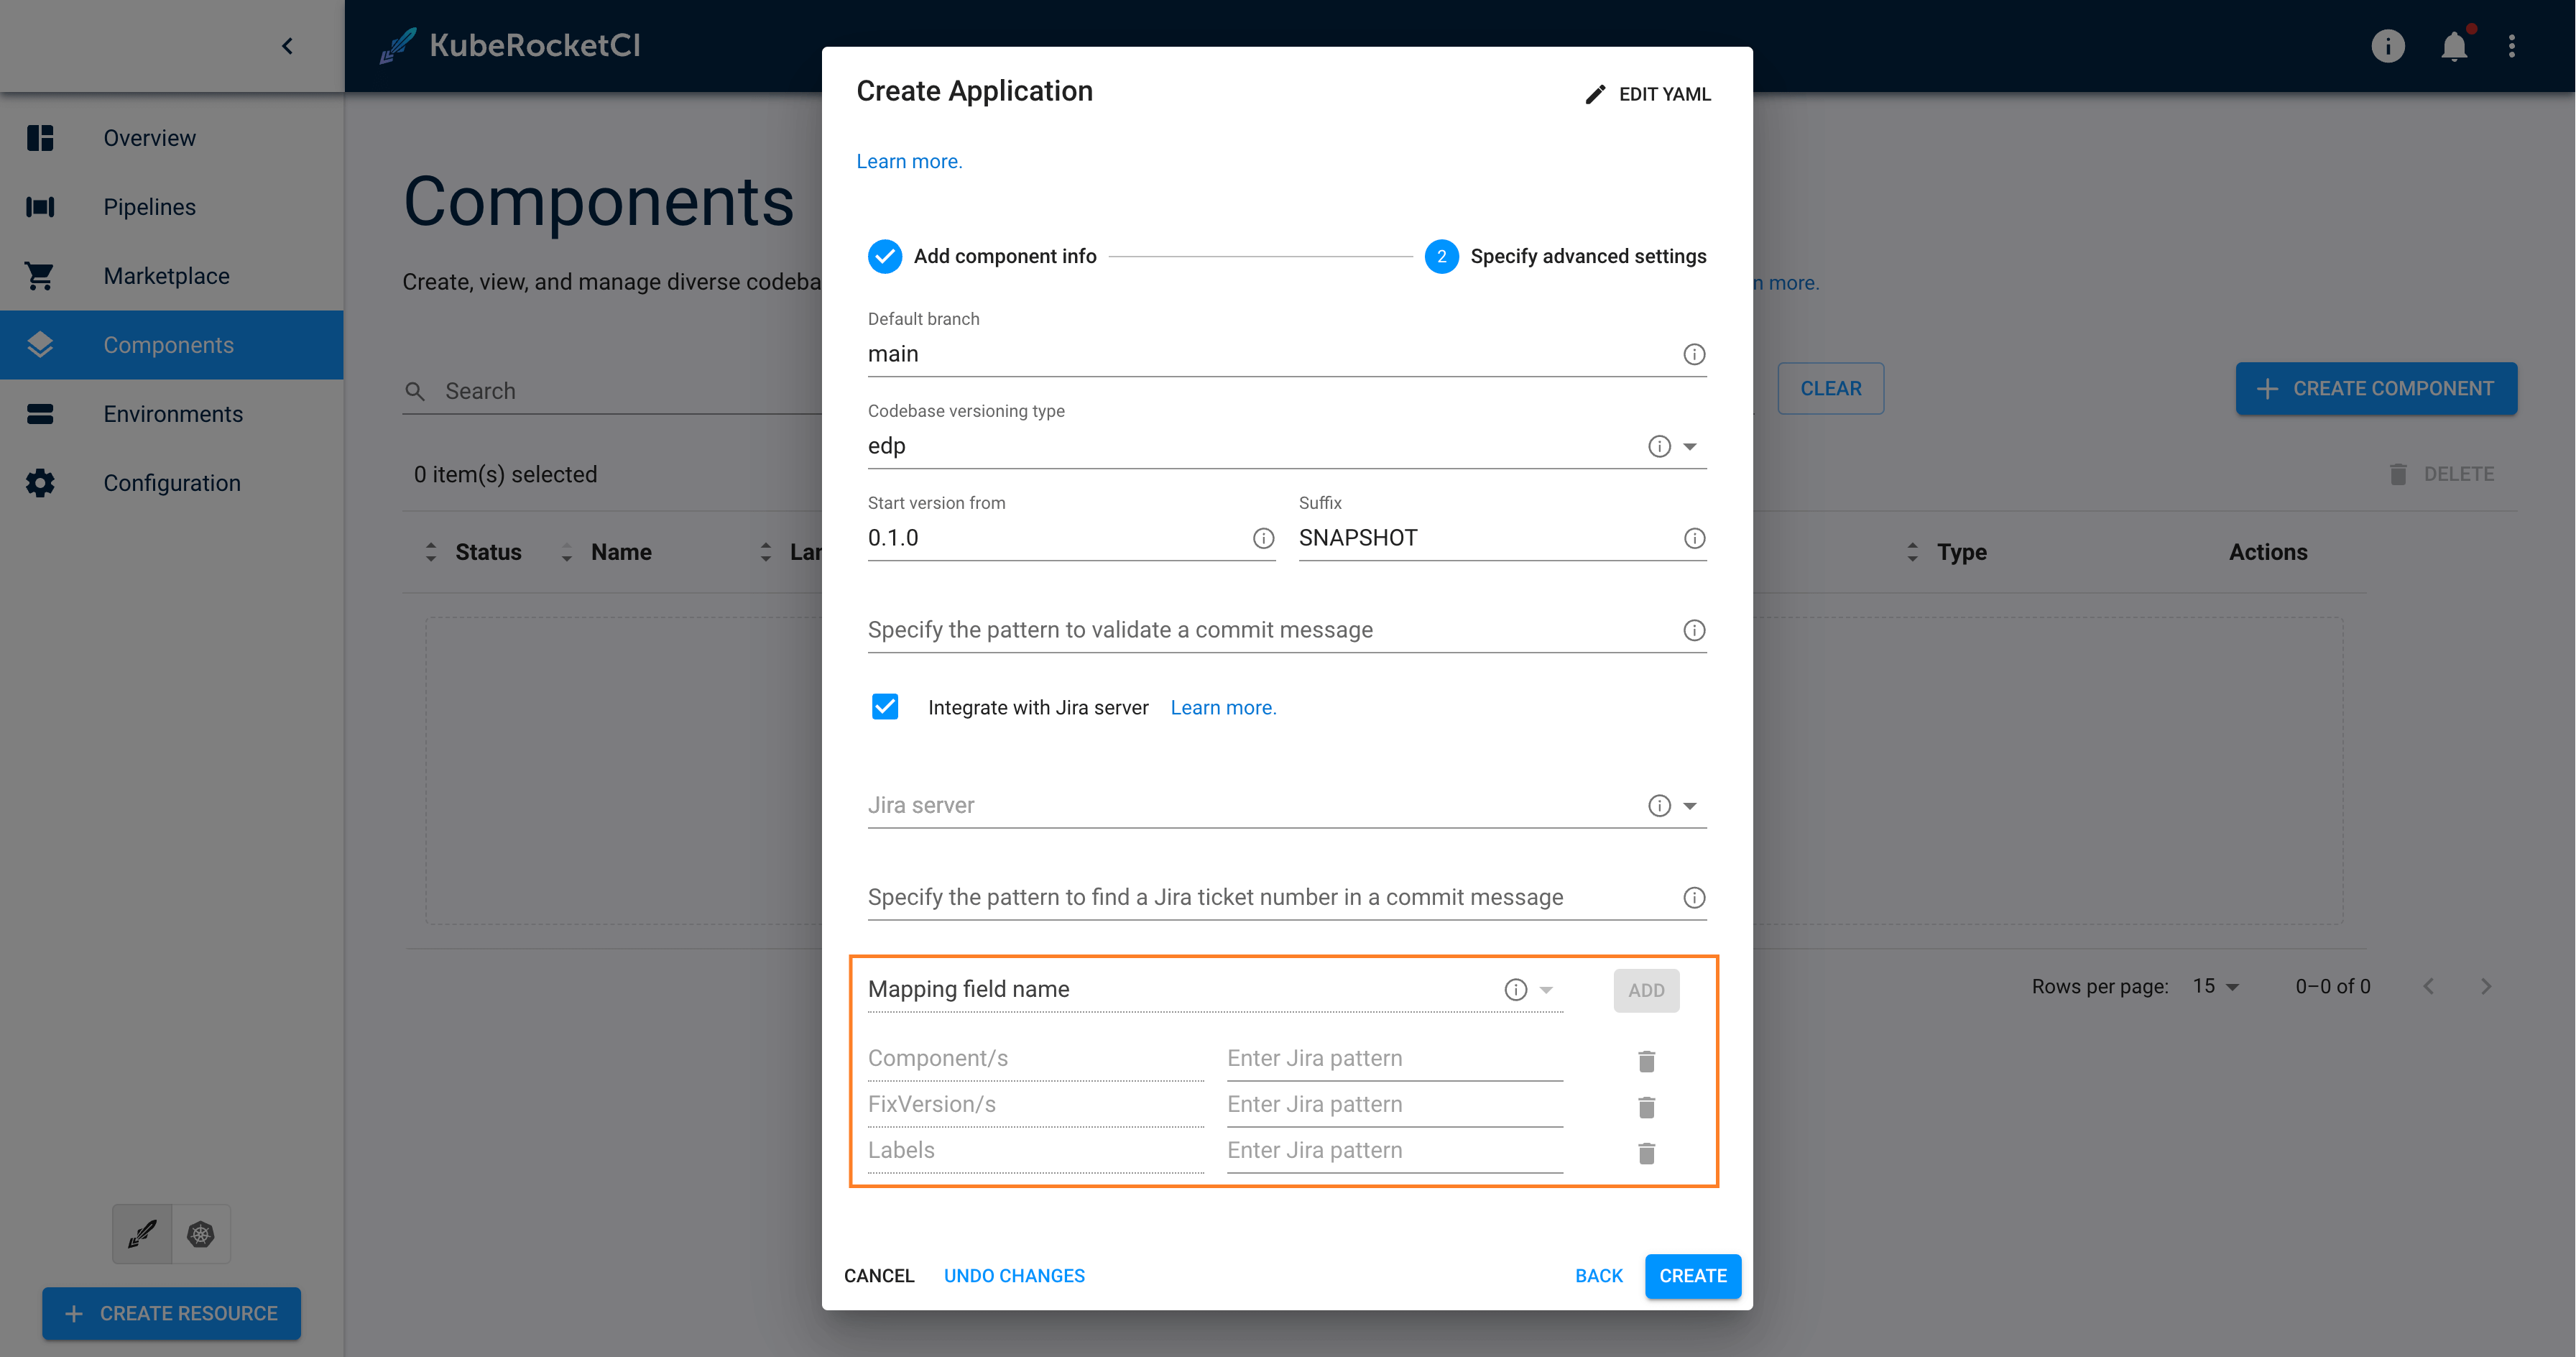 KubeRocketCI
Overview
Pipelines
Marketplace
Components
Environments
Configuration
CREATE RESOURCE
Components
Create, view, and manage diverse codeba
n more.
Search
CLEAR
CREATE COMPONENT
0 item(s) selected
DELETE
Status Name Lar Type Actions
Rows per page: 15 0–0 of 0
Create Application
EDIT YAML
Learn more.
Add component info
2 Specify advanced settings
Default branch
main
Codebase versioning type
edp
Start version from Suffix
0.1.0 SNAPSHOT
Specify the pattern to validate a commit message
Integrate with Jira server Learn more.
Jira server
Specify the pattern to find a Jira ticket number in a commit message
Mapping field name ADD
Component/s Enter Jira pattern
FixVersion/s Enter Jira pattern
Labels Enter Jira pattern
CANCEL UNDO CHANGES BACK CREATE